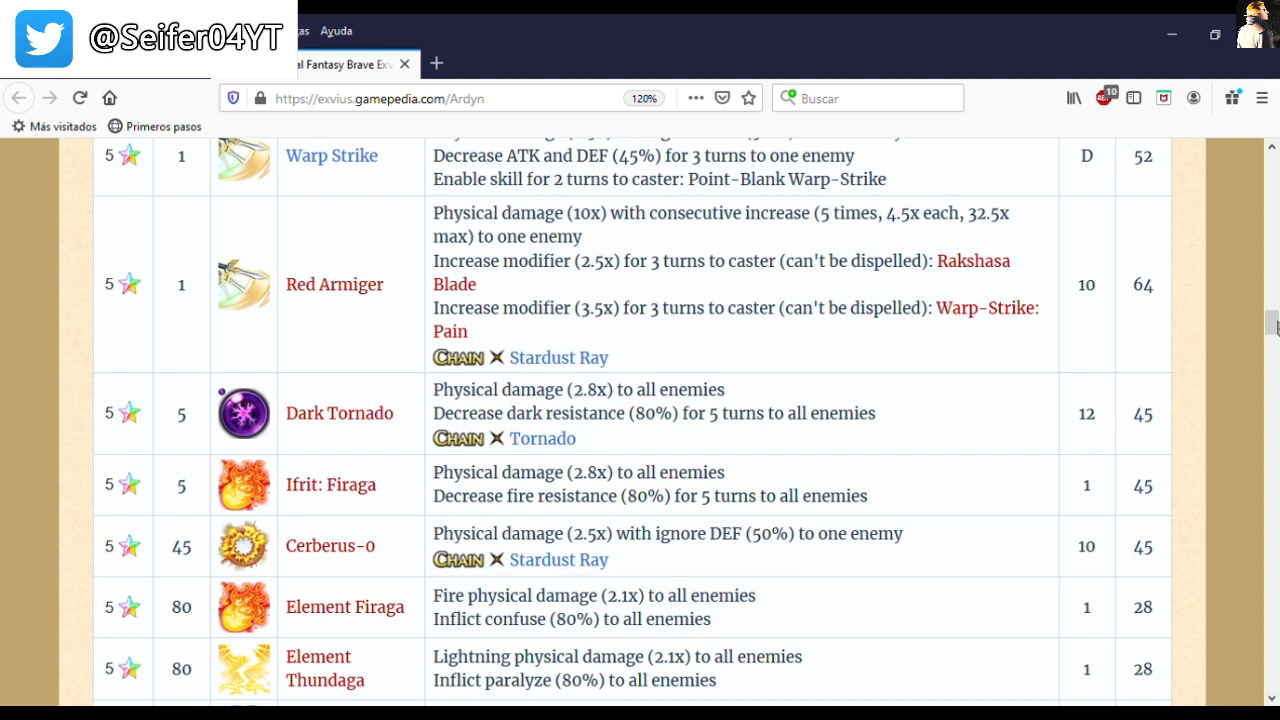 @Seifer04YT
as Ayuda
al Fantasy Brave Exv
https://exvius.gamepedia.com/Ardyn 120% Buscar 10
Más visitados Primeros pasos
5 1 Warp Strike Decrease ATK and DEF (45%) for 3 turns to one enemy D 52
Enable skill for 2 turns to caster: Point-Blank Warp-Strike
Physical damage (10x) with consecutive increase (5 times, 4.5x each, 32.5x
max) to one enemy
Increase modifier (2.5x) for 3 turns to caster (can't be dispelled): Rakshasa
5 1 Red Armiger Blade 10 64
Increase modifier (3.5x) for 3 turns to caster (can't be dispelled): Warp-Strike:
Pain
CHAIN Stardust Ray
Physical damage (2.8x) to all enemies
5 5 Dark Tornado Decrease dark resistance (80%) for 5 turns to all enemies 12 45
CHAIN Tornado
Physical damage (2.8x) to all enemies
5 5 Ifrit: Firaga Decrease fire resistance (80%) for 5 turns to all enemies 1 45
Physical damage (2.5x) with ignore DEF (50%) to one enemy
5 45 Cerberus-0 CHAIN Stardust Ray 10 45
Fire physical damage (2.1x) to all enemies
5 80 Element Firaga Inflict confuse (80%) to all enemies 1 28
Element Lightning physical damage (2.1x) to all enemies
5 80 Thundaga Inflict paralyze (80%) to all enemies 1 28